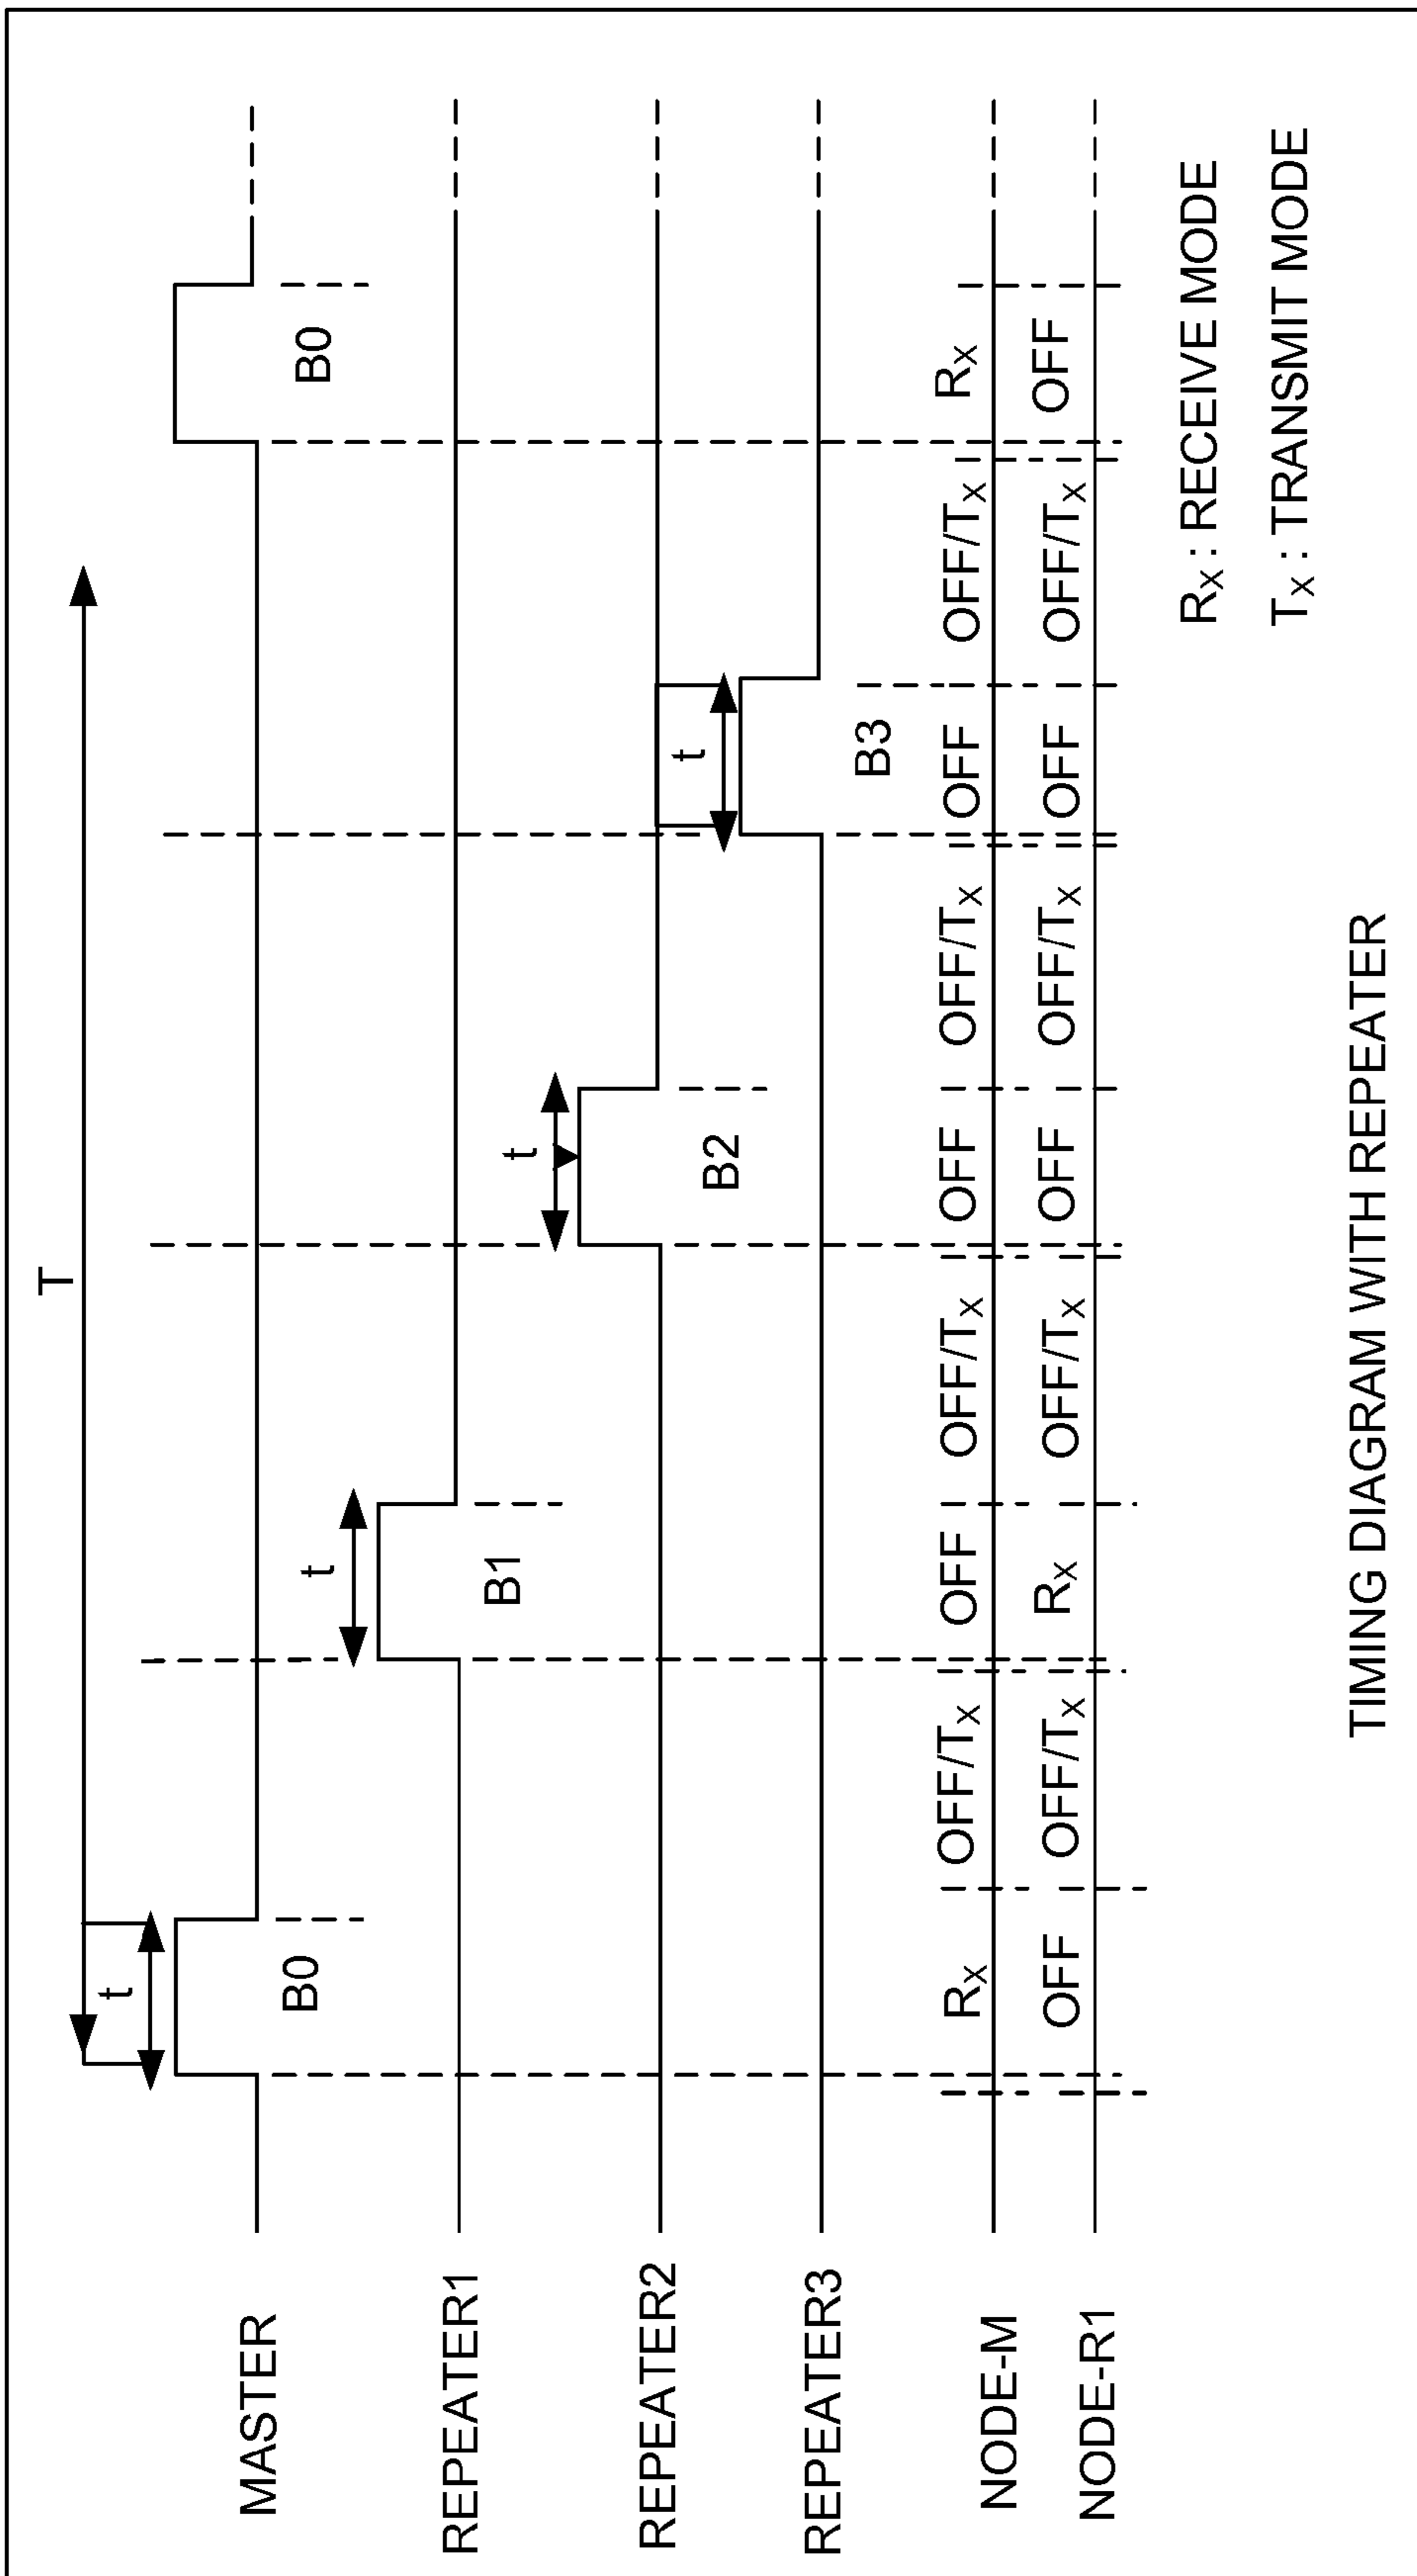 T
t
B0
t
B1
t
B2
t
B3
B0
MASTER
REPEATER1
REPEATER2
REPEATER3
NODE-M
RX
OFF/TX
OFF
OFF/TX
OFF
OFF/TX
OFF
OFF/TX
RX
NODE-R1
OFF
OFF/TX
RX
OFF/TX
OFF
OFF/TX
OFF
OFF/TX
OFF
RX : RECEIVE MODE
TX : TRANSMIT MODE
TIMING DIAGRAM WITH REPEATER